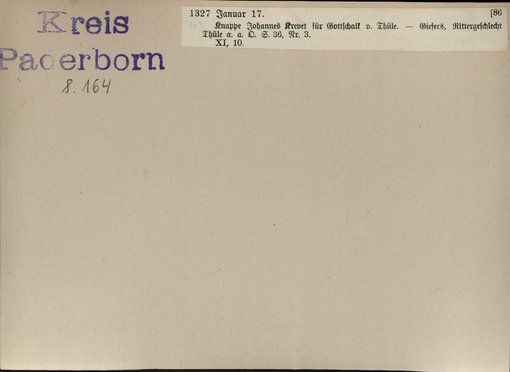 Kreis
Paderborn
S. 164
1327 Januar 17. [86
Knappe Johannes Krevet für Gottschalk v. Thüle. — Giefers, Rittergeschlecht
Thüle a. a. O. S. 36, Nr. 3.
XI, 10.